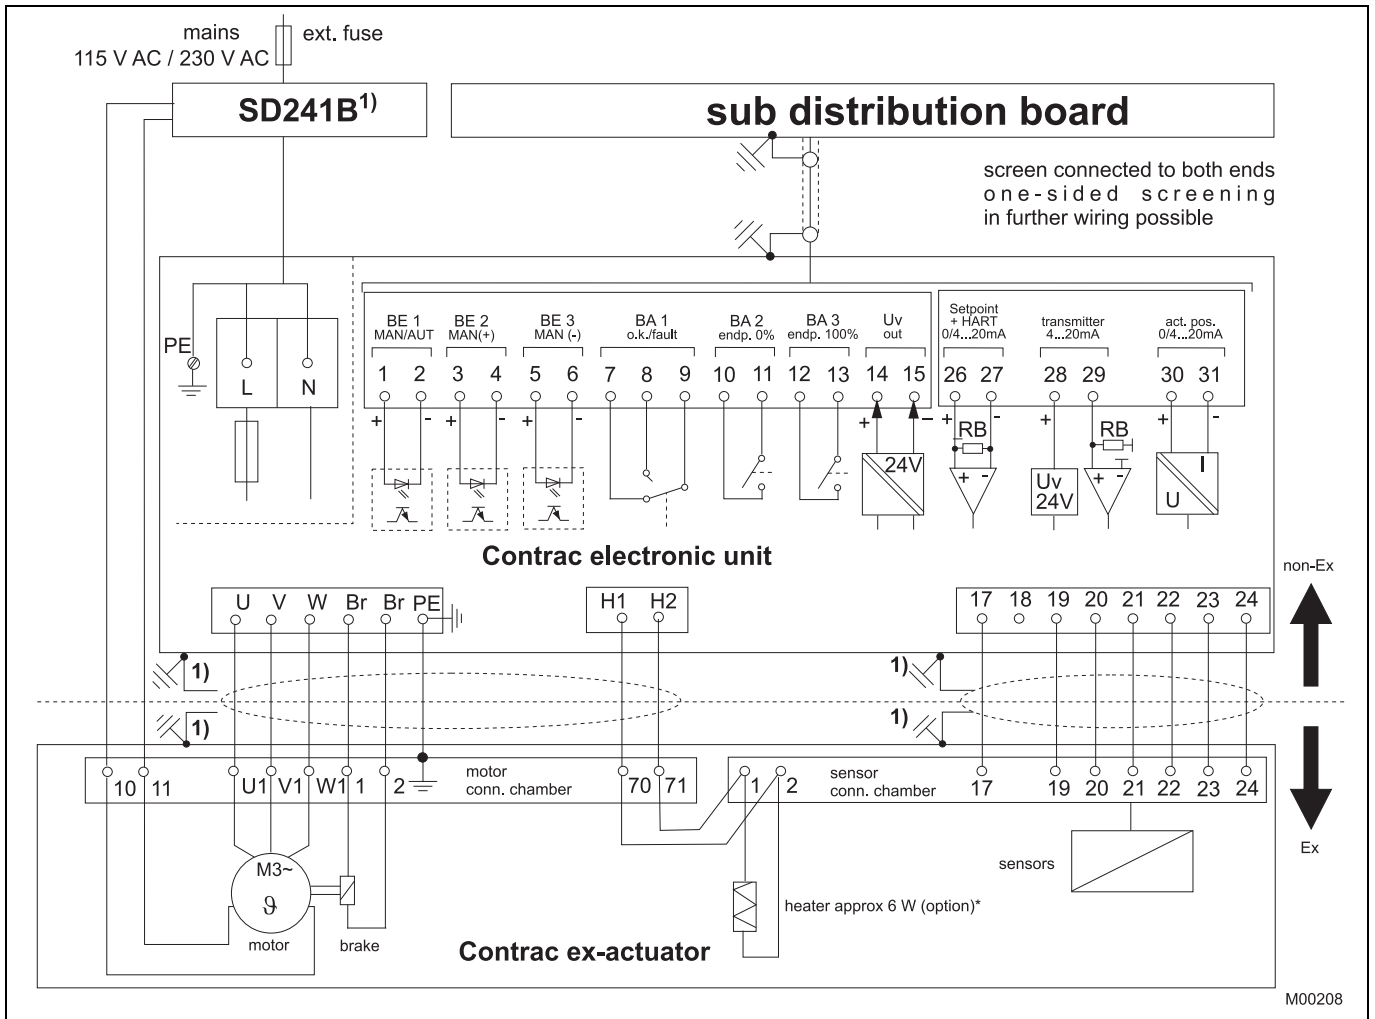 mains
115 V AC / 230 V AC
ext. fuse
SD241B1)
sub distribution board
screen connected to both ends
one-sided screening
in further wiring possible
PE
L
N
BE 1
MAN/AUT
BE 2
MAN(+)
BE 3
MAN (-)
BA 1
o.k./fault
BA 2
endp. 0%
BA 3
endp. 100%
Uv
out
Setpoint
+ HART
0/4...20mA
transmitter
4...20mA
act. pos.
0/4...20mA
1 2 3 4 5 6 7 8 9 10 11 12 13 14 15 26 27 28 29 30 31
+ - + - + - + – + - + + -
RB
RB
24V
+ -
Uv
24V
+ -
I
U
Contrac electronic unit
non-Ex
U V W Br Br PE
H1 H2
17 18 19 20 21 22 23 24
1)
1)
1)
1)
10 11 U1 V1 W1 1 2
motor
conn. chamber
70 71
1 2
sensor
conn. chamber
17 19 20 21 22 23 24
Ex
M3~
ϑ
motor
brake
heater approx 6 W (option)*
sensors
Contrac ex-actuator
M00208